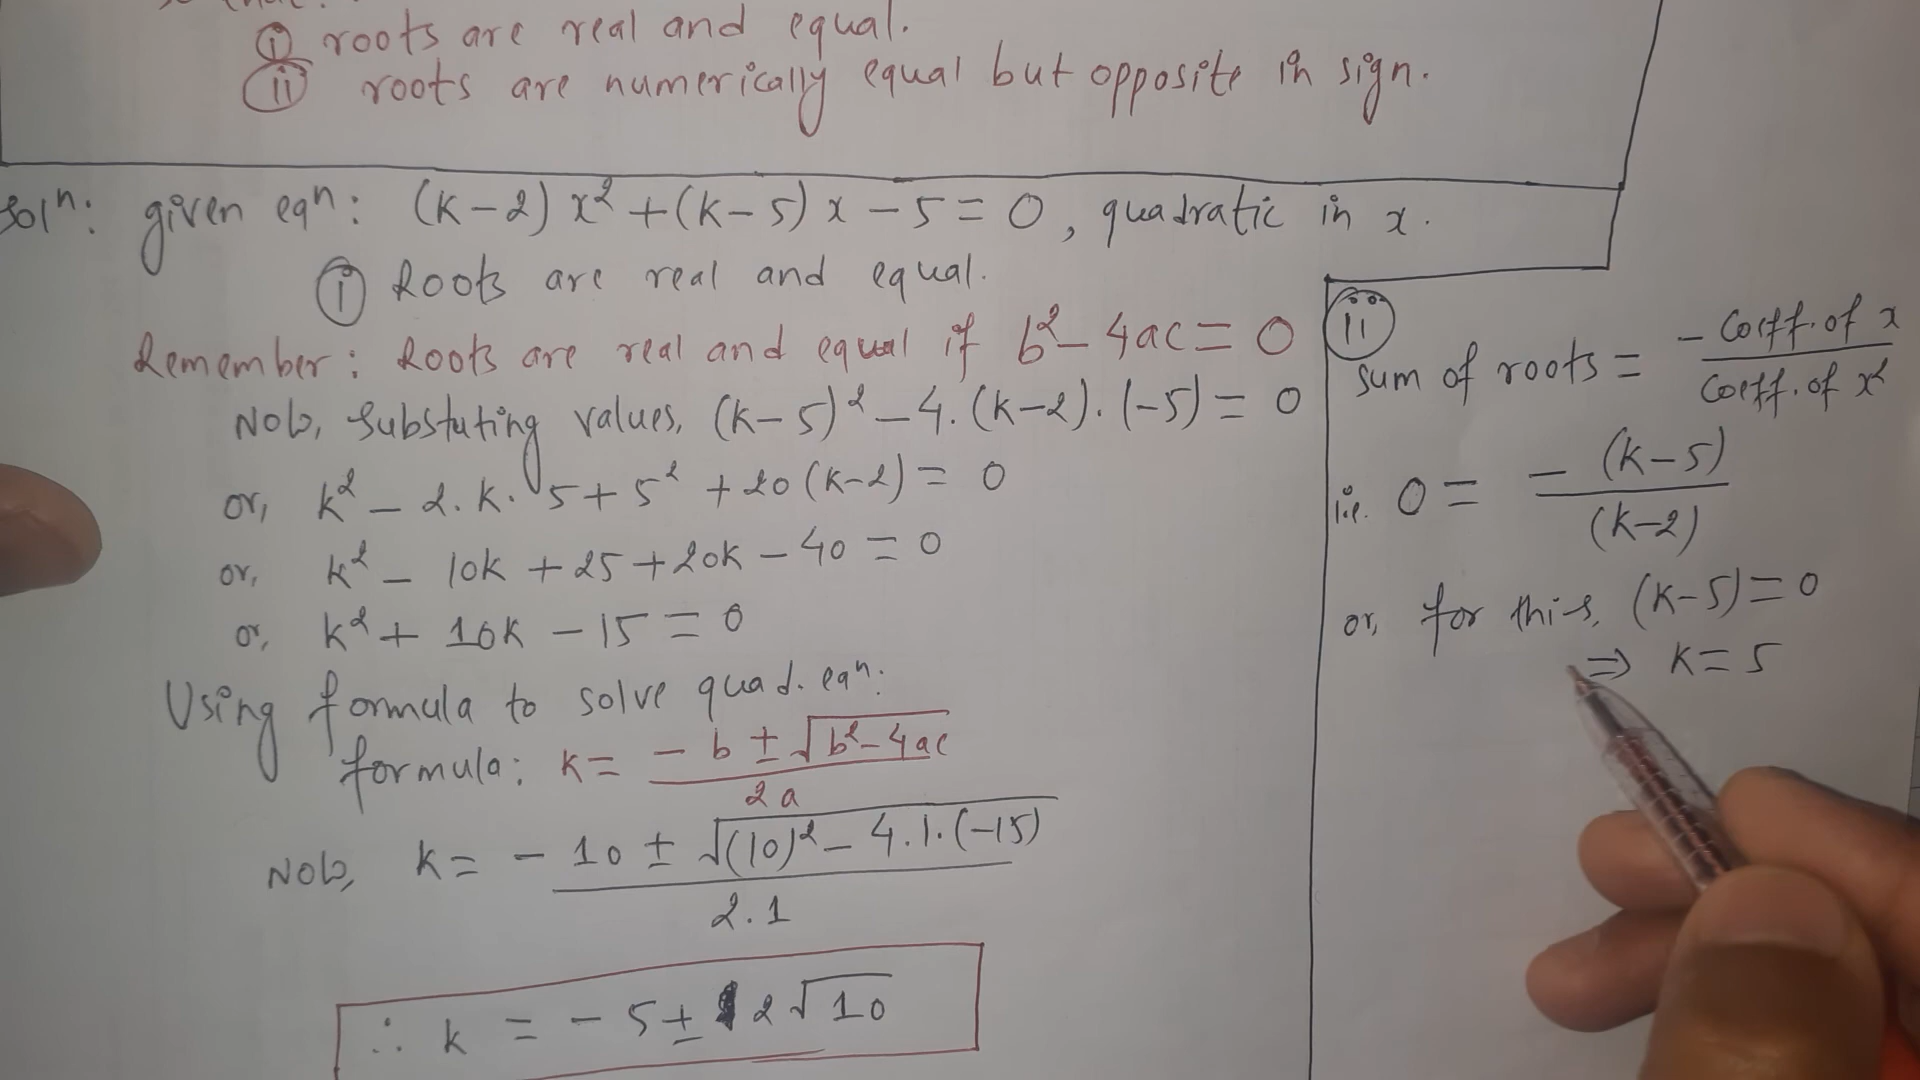 (i) roots are real and equal.
(ii) roots are numerically equal but opposite in sign.
Solⁿ: given eqⁿ: (k-2) x² + (k-5) x - 5 = 0, quadratic in x.
(i) Roots are real and equal.
Remember: Roots are real and equal if b² - 4ac = 0
Now, Substuting values, (k-5)² - 4.(k-2).(-5) = 0
or, k² - 2.k.5 + 5² + 20(k-2) = 0
or, k² - 10k + 25 + 20k - 40 = 0
or, k² + 10k - 15 = 0
Using formula to solve quad. eqⁿ:
formula: k = - b ± √b²-4ac / 2a
Now, k = - 10 ± √(10)² - 4.1.(-15) / 2.1
∴ k = - 5 ± 2√10
(ii)
Sum of roots = - Coeff. of x / Coeff. of x²
i.e. 0 = - (k-5) / (k-2)
or, for this, (k-5) = 0
⇒ k = 5